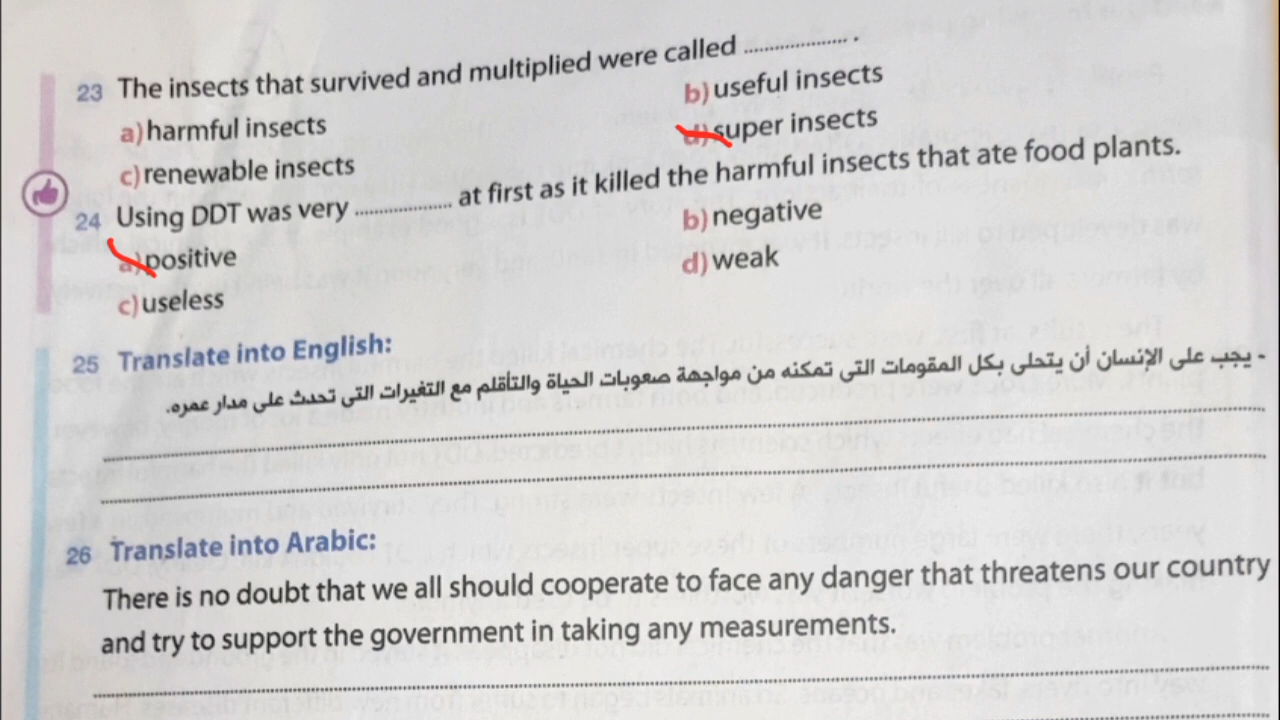 23 The insects that survived and multiplied were called .................... .
a) harmful insects b) useful insects
c) renewable insects d) super insects
24 Using DDT was very .................... at first as it killed the harmful insects that ate food plants.
a) positive b) negative
c) useless d) weak
25 Translate into English:
- يجب على الإنسان أن يتحلى بكل المقومات التى تمكنه من مواجهة صعوبات الحياة والتأقلم مع التغيرات التى تحدث على مدار عمره.
26 Translate into Arabic:
There is no doubt that we all should cooperate to face any danger that threatens our country
and try to support the government in taking any measurements.